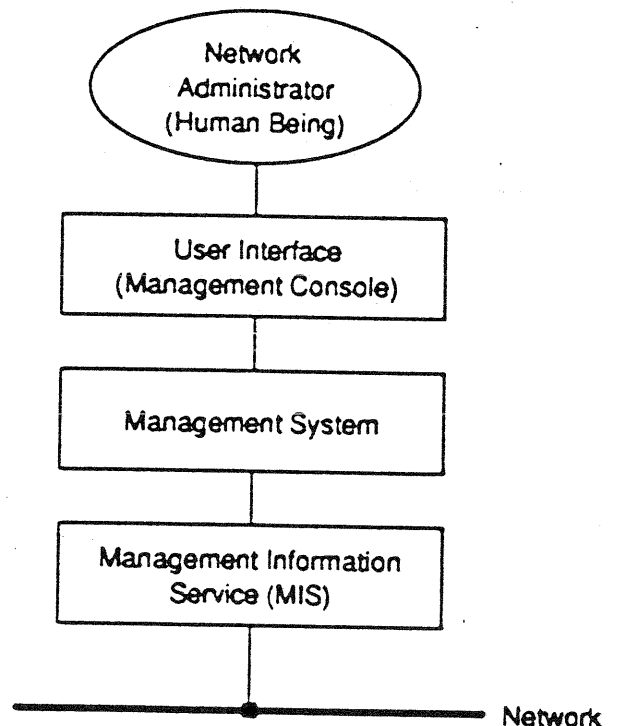 Network
Administrator
(Human Being)
User Interface
(Management Console)
Management System
Management Information
Service (MIS)
Network